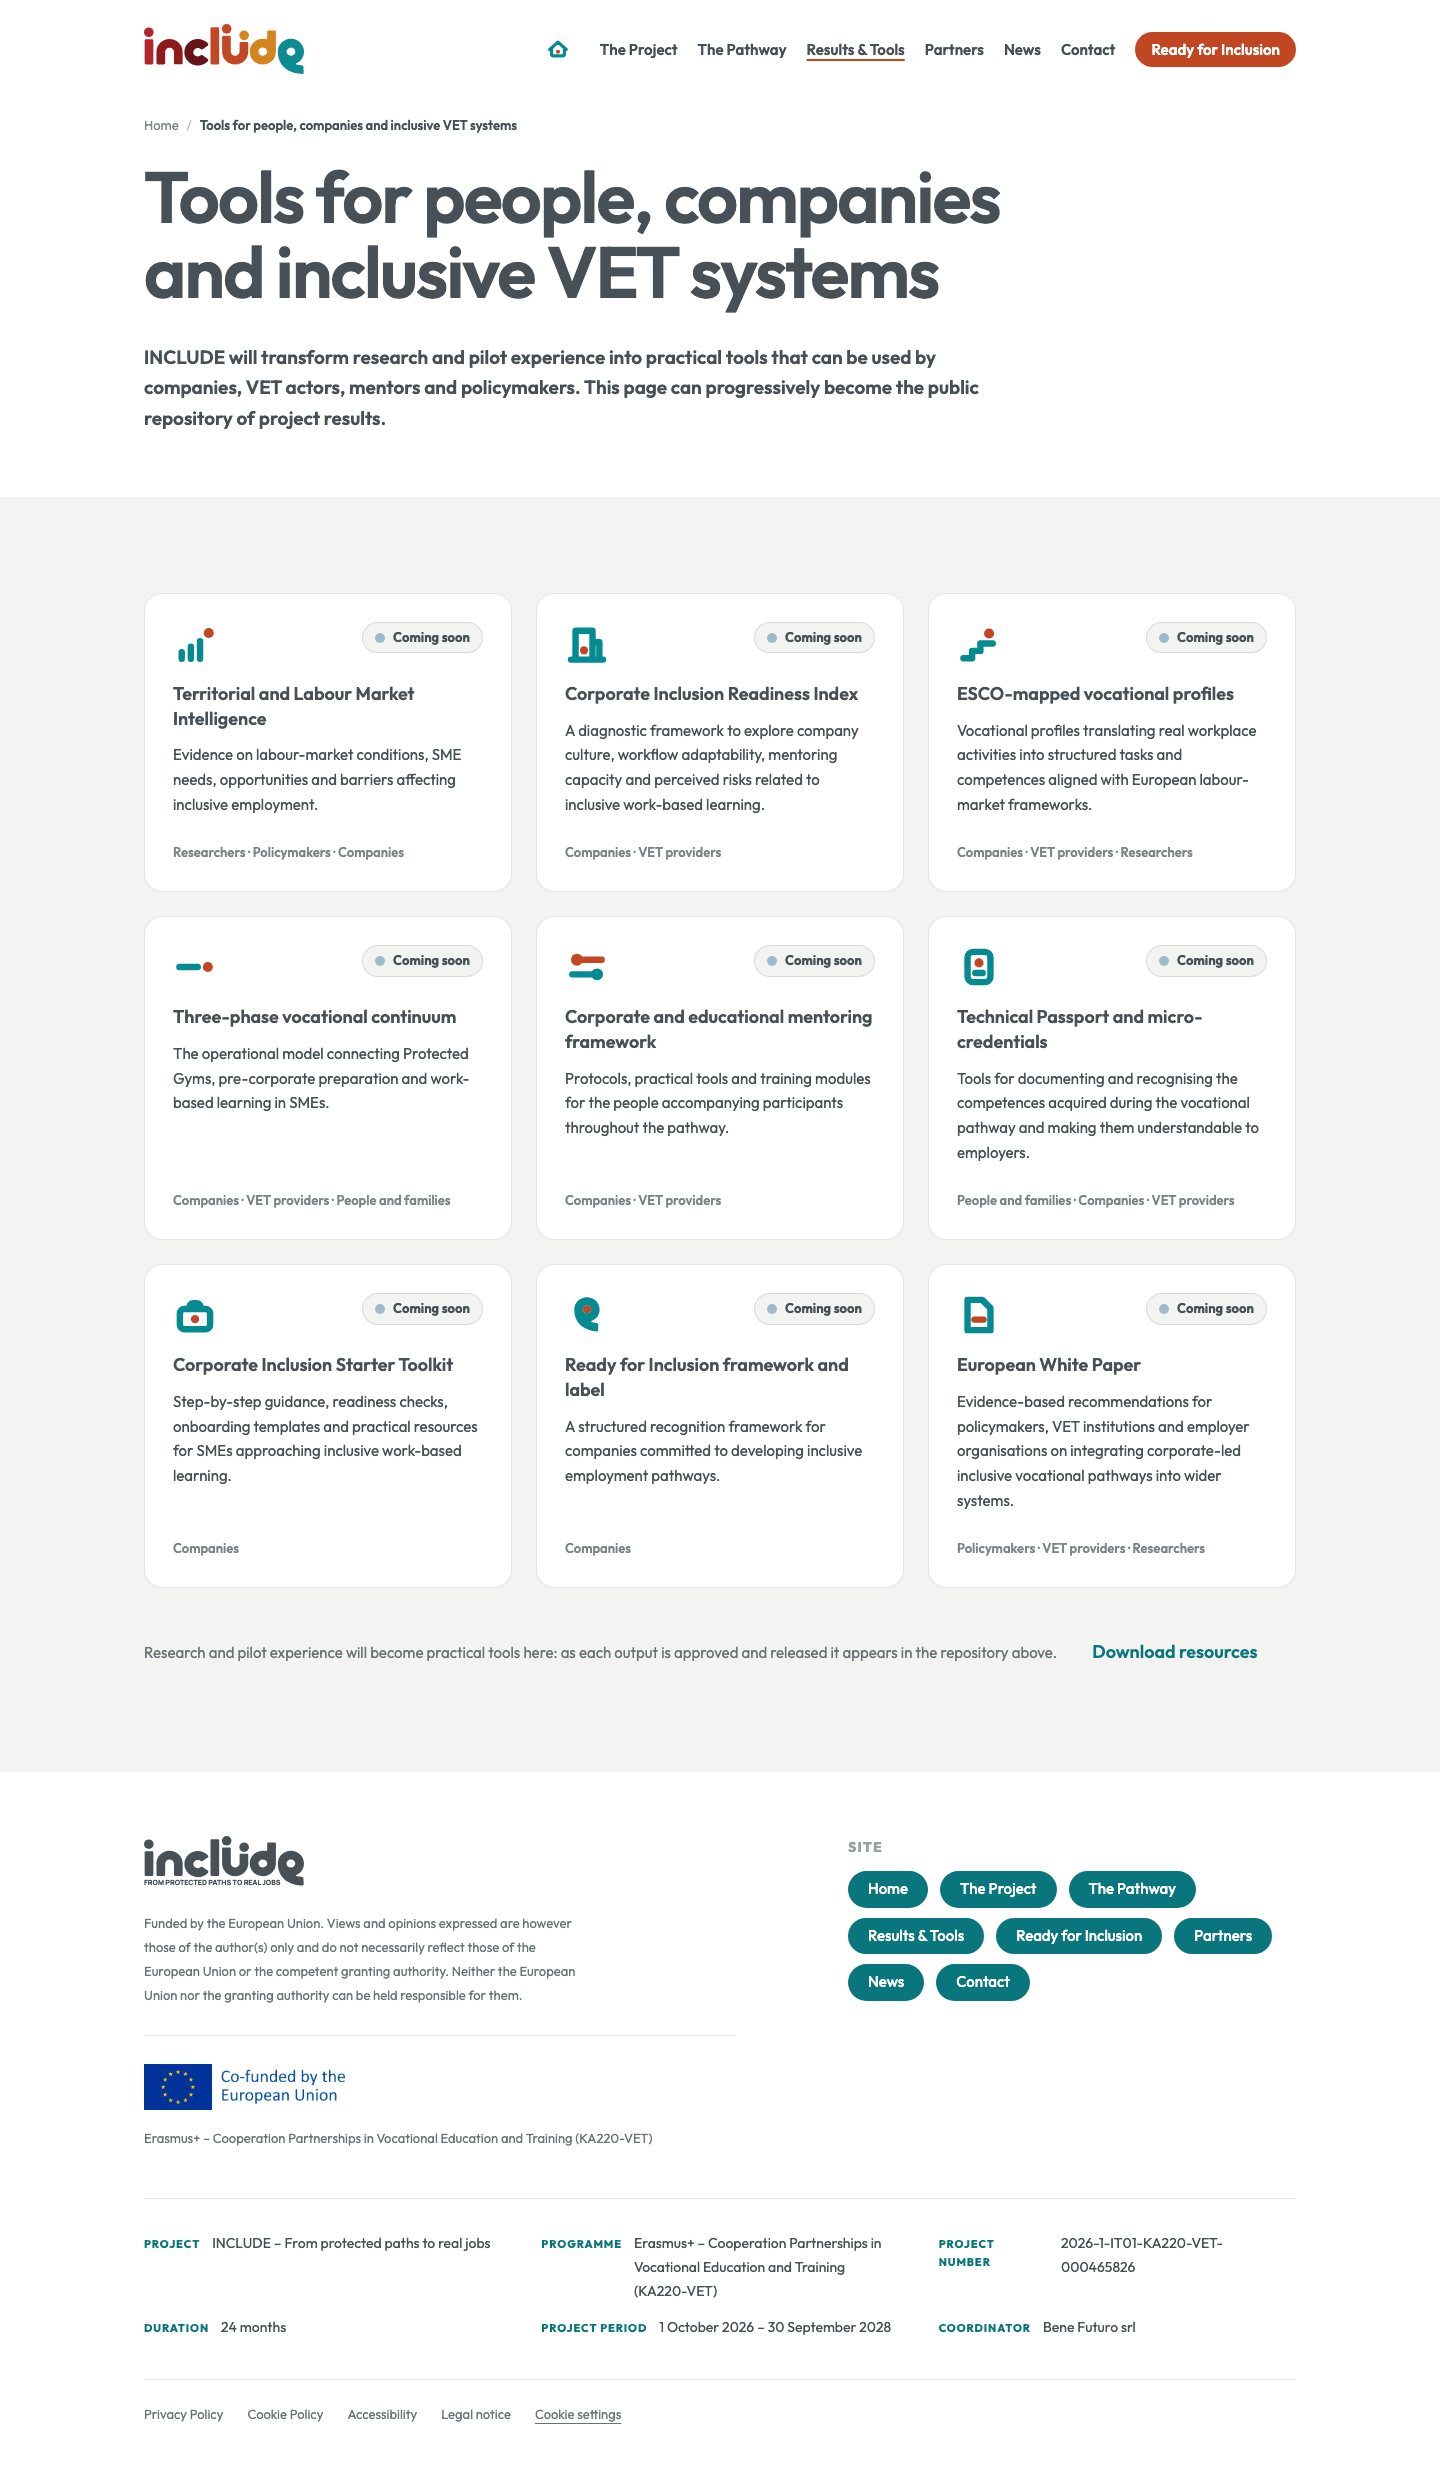 include
The Project
The Pathway
Results & Tools
Partners
News
Contact
Ready for Inclusion
Home / Tools for people, companies and inclusive VET systems
Tools for people, companies
and inclusive VET systems
INCLUDE will transform research and pilot experience into practical tools that can be used by
companies, VET actors, mentors and policymakers. This page can progressively become the public
repository of project results.
Coming soon
Territorial and Labour Market
Intelligence
Evidence on labour-market conditions, SME
needs, opportunities and barriers affecting
inclusive employment.
Researchers · Policymakers · Companies
Coming soon
Corporate Inclusion Readiness Index
A diagnostic framework to explore company
culture, workflow adaptability, mentoring
capacity and perceived risks related to
inclusive work-based learning.
Companies · VET providers
Coming soon
ESCO-mapped vocational profiles
Vocational profiles translating real workplace
activities into structured tasks and
competences aligned with European labour-
market frameworks.
Companies · VET providers · Researchers
Coming soon
Three-phase vocational continuum
The operational model connecting Protected
Gyms, pre-corporate preparation and work-
based learning in SMEs.
Companies · VET providers · People and families
Coming soon
Corporate and educational mentoring
framework
Protocols, practical tools and training modules
for the people accompanying participants
throughout the pathway.
Companies · VET providers
Coming soon
Technical Passport and micro-
credentials
Tools for documenting and recognising the
competences acquired during the vocational
pathway and making them understandable to
employers.
People and families · Companies · VET providers
Coming soon
Corporate Inclusion Starter Toolkit
Step-by-step guidance, readiness checks,
onboarding templates and practical resources
for SMEs approaching inclusive work-based
learning.
Companies
Coming soon
Ready for Inclusion framework and
label
A structured recognition framework for
companies committed to developing inclusive
employment pathways.
Companies
Coming soon
European White Paper
Evidence-based recommendations for
policymakers, VET institutions and employer
organisations on integrating corporate-led
inclusive vocational pathways into wider
systems.
Policymakers · VET providers · Researchers
Research and pilot experience will become practical tools here: as each output is approved and released it appears in the repository above.
Download resources
include
FROM PROTECTED PATHS TO REAL JOBS
Funded by the European Union. Views and opinions expressed are however
those of the author(s) only and do not necessarily reflect those of the
European Union or the competent granting authority. Neither the European
Union nor the granting authority can be held responsible for them.
Co-funded by the
European Union
Erasmus+ – Cooperation Partnerships in Vocational Education and Training (KA220-VET)
SITE
Home
The Project
The Pathway
Results & Tools
Ready for Inclusion
Partners
News
Contact
PROJECT INCLUDE – From protected paths to real jobs
PROGRAMME Erasmus+ – Cooperation Partnerships in
Vocational Education and Training
(KA220-VET)
PROJECT
NUMBER
2026-1-IT01-KA220-VET-
000465826
DURATION 24 months
PROJECT PERIOD 1 October 2026 – 30 September 2028
COORDINATOR Bene Futuro srl
Privacy Policy
Cookie Policy
Accessibility
Legal notice
Cookie settings